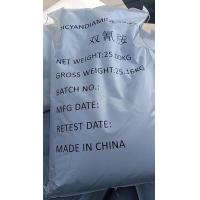 DICYANDIAMIDE
双氰胺
NET WEIGHT:25.00KG
GROSS WEIGHT:25.16KG
BATCH NO.:
MFG DATE:
RETEST DATE:
MADE IN CHINA